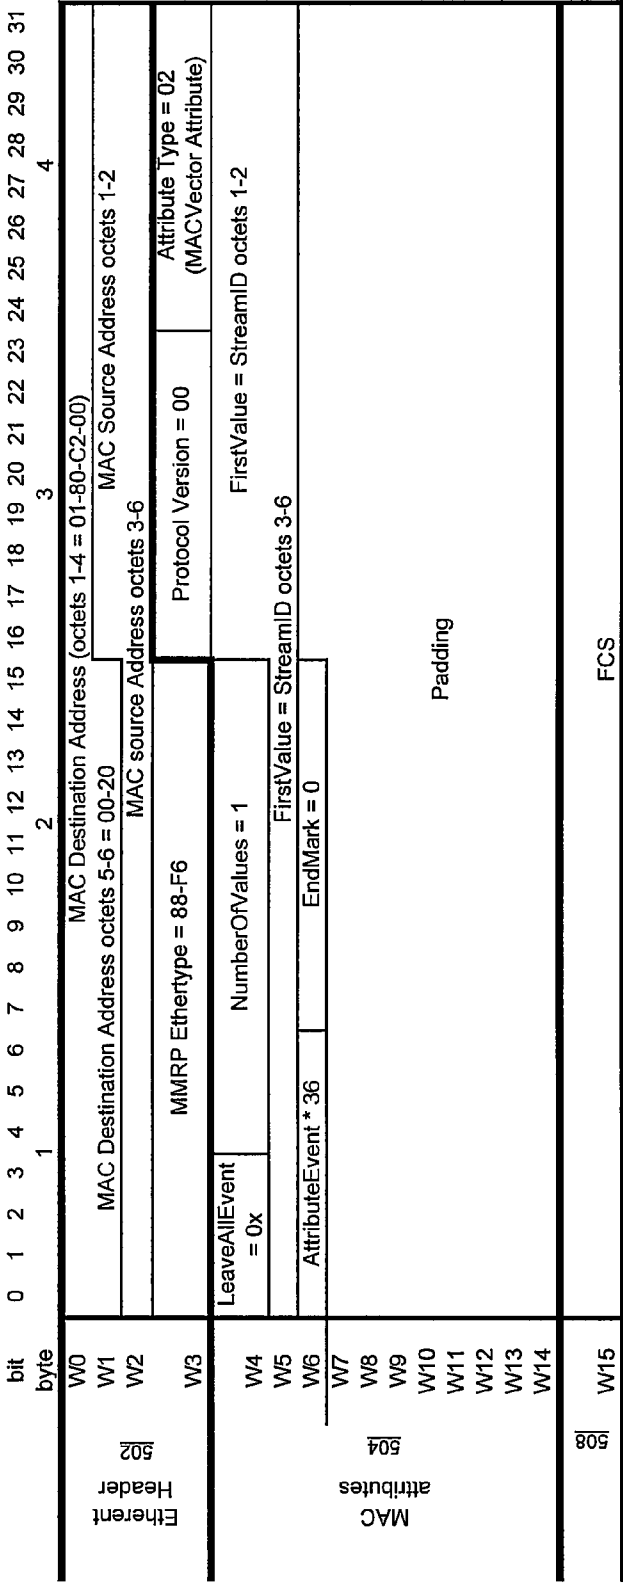 bit 0 1 2 3 4 5 6 7 8 9 10 11 12 13 14 15 16 17 18 19 20 21 22 23 24 25 26 27 28 29 30 31
byte 1 2 3 4
Etherent
Header
502
W0 MAC Destination Address (octets 1-4 = 01-80-C2-00)
W1 MAC Destination Address octets 5-6 = 00-20 MAC Source Address octets 1-2
W2 MAC source Address octets 3-6
W3 MMRP Ethertype = 88-F6 Protocol Version = 00 Attribute Type = 02
(MACVector Attribute)
MAC
attributes
504
W4 LeaveAllEvent
= 0x
NumberOfValues = 1 FirstValue = StreamID octets 1-2
W5 FirstValue = StreamID octets 3-6
W6 AttributeEvent * 36 EndMark = 0
W7
W8
W9
W10
W11
W12
W13
W14
Padding
508
W15 FCS